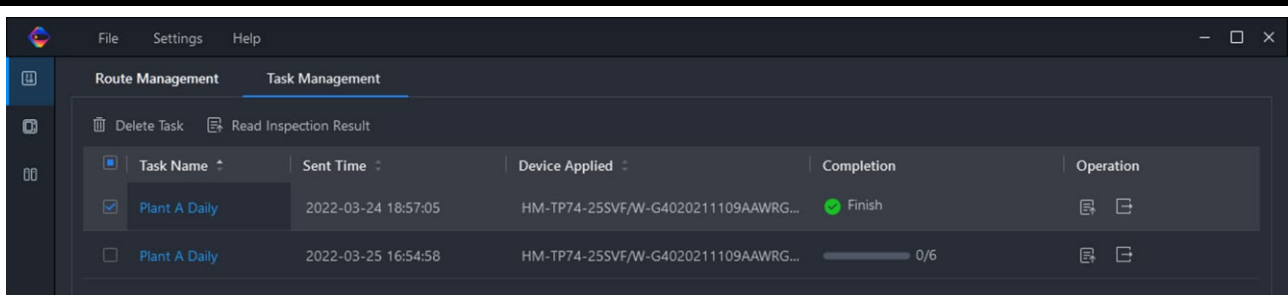 File Settings Help
Route Management Task Management
Delete Task Read Inspection Result
Task Name Sent Time Device Applied Completion Operation
Plant A Daily 2022-03-24 18:57:05 HM-TP74-25SVF/W-G4020211109AAWRG... Finish
Plant A Daily 2022-03-25 16:54:58 HM-TP74-25SVF/W-G4020211109AAWRG... 0/6